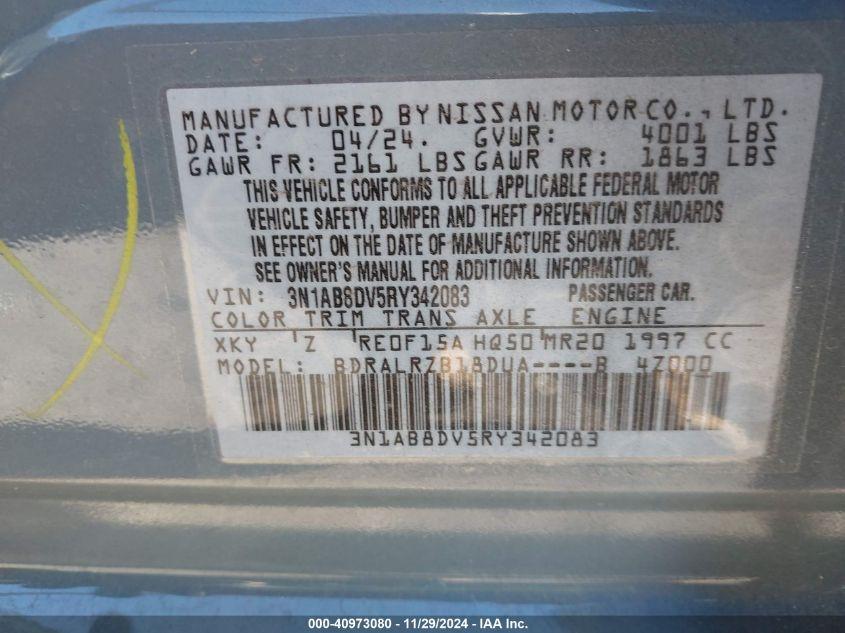 MANUFACTURED BY NISSAN MOTOR CO., LTD.
DATE: 04/24. GVWR: 4001 LBS
GAWR FR: 2161 LBS GAWR RR: 1863 LBS
THIS VEHICLE CONFORMS TO ALL APPLICABLE FEDERAL MOTOR
VEHICLE SAFETY, BUMPER AND THEFT PREVENTION STANDARDS
IN EFFECT ON THE DATE OF MANUFACTURE SHOWN ABOVE.
SEE OWNER'S MANUAL FOR ADDITIONAL INFORMATION.
VIN: 3N1AB8DV5RY342083 PASSENGER CAR.
COLOR TRIM TRANS AXLE ENGINE
XKY Z RE0F15A HQ50 MR20 1997 CC
MODEL: BDRALRZB18DUA----B 4Z000
3N1AB8DV5RY342083
000-40973080 - 11/29/2024 - IAA Inc.